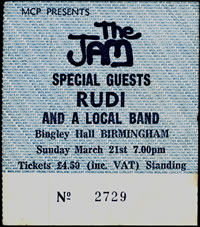 MCP PRESENTS
The
JAM
SPECIAL GUESTS
RUDI
AND A LOCAL BAND
Bingley Hall BIRMINGHAM
Sunday March 21st 7.00pm
Tickets £4.50 (inc. VAT) Standing
Nº 2729